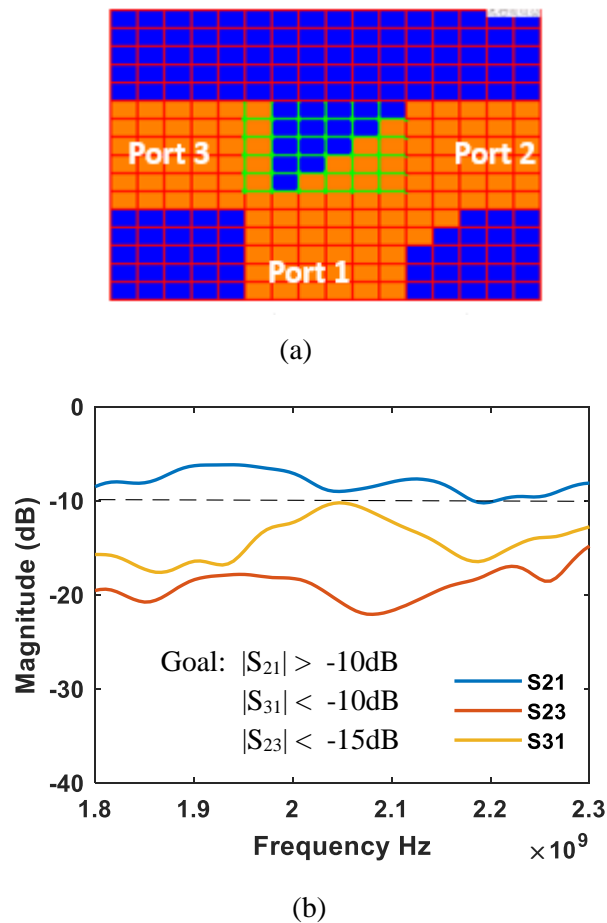 Port 3
Port 2
Port 1
(a)
0
-10
-20
-30
-40
Magnitude (dB)
Goal: |S21| > -10dB
|S31| < -10dB
|S23| < -15dB
S21
S23
S31
1.8
1.9
2
2.1
2.2
2.3
Frequency Hz
×10^9
(b)